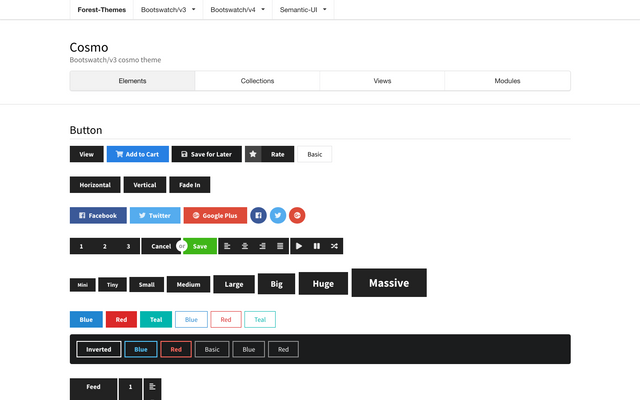 Forest-Themes Bootswatch/v3 Bootswatch/v4 Semantic-UI
Cosmo
Bootswatch/v3 cosmo theme
Elements Collections Views Modules
Button
View Add to Cart Save for Later Rate Basic
Horizontal Vertical Fade In
Facebook Twitter Google Plus
1 2 3 Cancel or Save
Mini Tiny Small Medium Large Big Huge Massive
Blue Red Teal Blue Red Teal
Inverted Blue Red Basic Blue Red
Feed 1